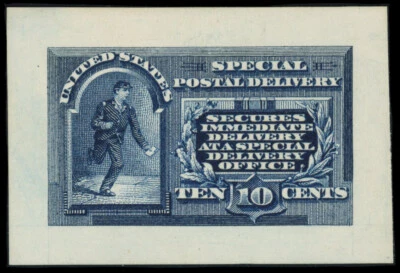 UNITED STATES
SPECIAL
POSTAL DELIVERY
SECURES
IMMEDIATE
DELIVERY
AT A SPECIAL
DELIVERY
OFFICE
TEN 10 CENTS